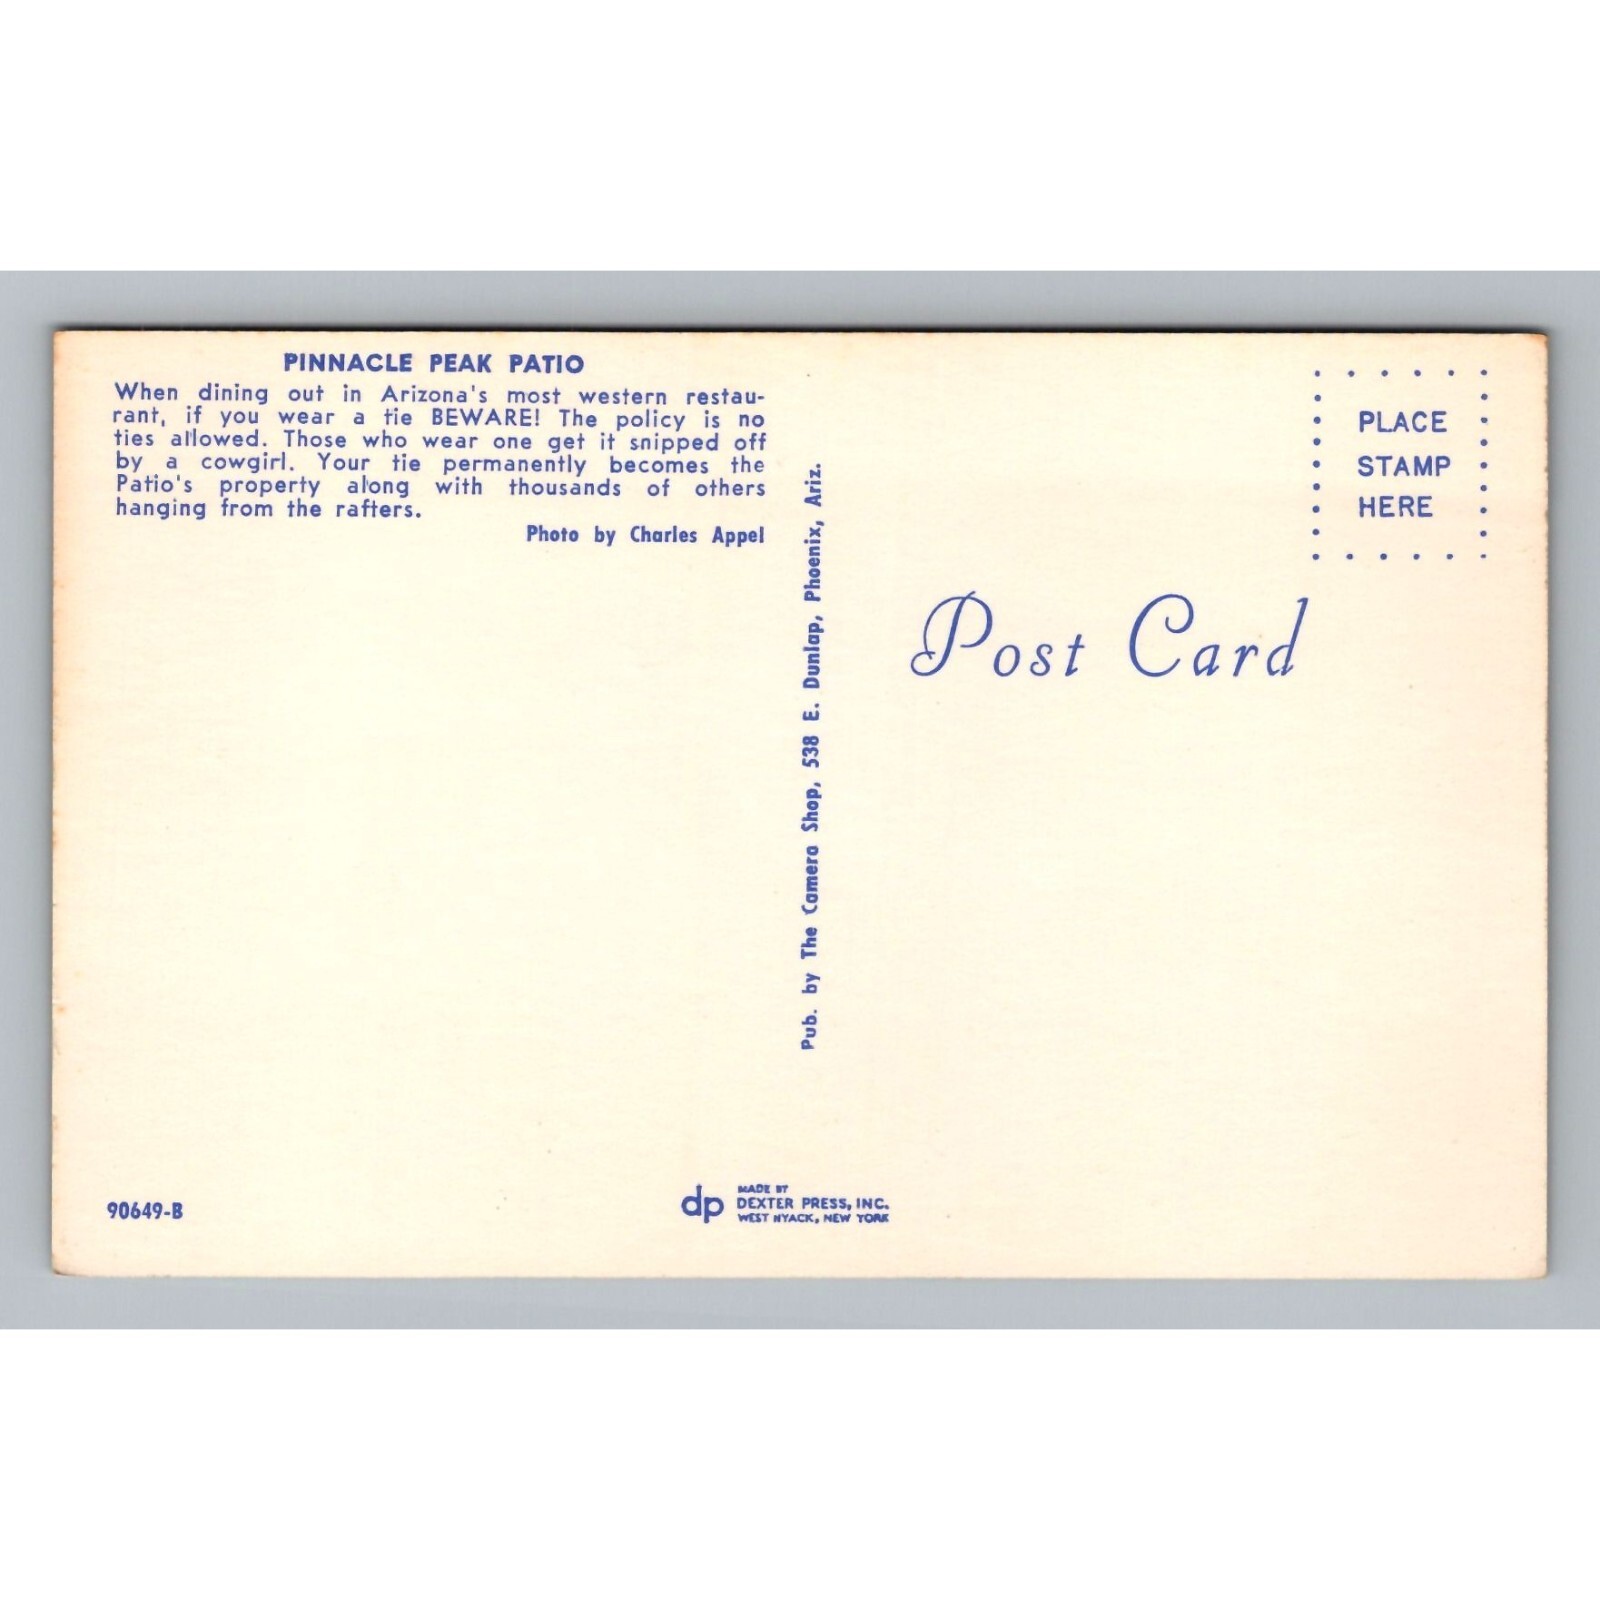 PINNACLE PEAK PATIO
When dining out in Arizona's most western restau-
rant, if you wear a tie BEWARE! The policy is no
ties allowed. Those who wear one get it snipped off
by a cowgirl. Your tie permanently becomes the
Patio's property along with thousands of others
hanging from the rafters.
Photo by Charles Appel
Pub. by The Camera Shop, 538 E. Dunlap, Phoenix, Ariz.
PLACE
STAMP
HERE
Post Card
90649-B
dp
MADE BY
DEXTER PRESS, INC.
WEST NYACK, NEW YORK